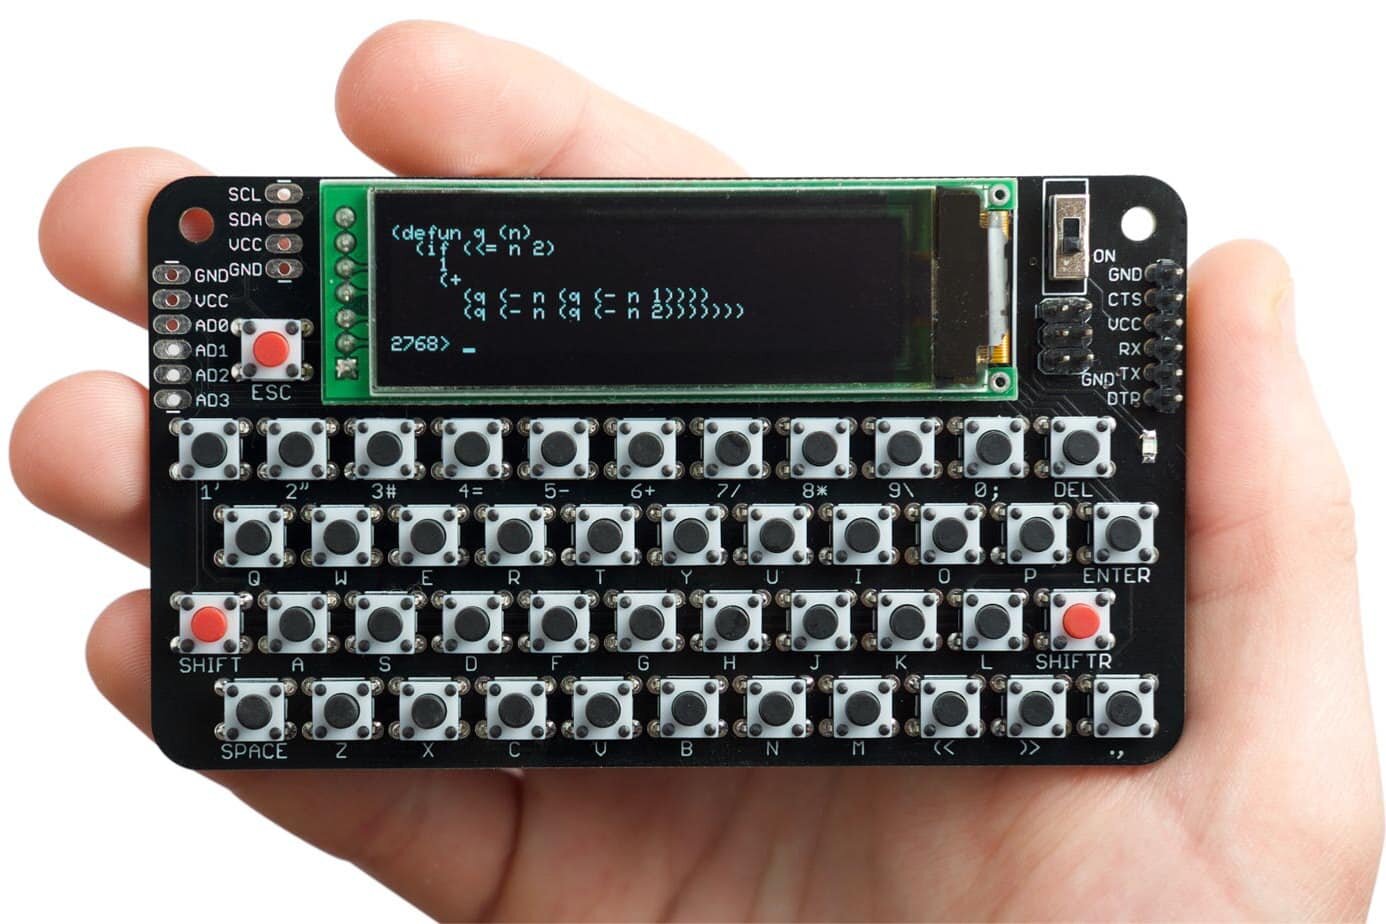 SCL
SDA
VCC
GND
GND
VCC
AD0
AD1
AD2
AD3
ESC
(defun q (n)
  (if (<= n 2)
    1
    (+
      (q (- n (q (- n 1))))
      (q (- n (q (- n 2)))))))
2768> _
ON
GND
CTS
VCC
RX
TX
DTR
GND
1' 2" 3# 4= 5- 6+ 7/ 8* 9\ 0; DEL
Q W E R T Y U I O P ENTER
SHIFT A S D F G H J K L SHIFTR
SPACE Z X C V B N M << >> .,